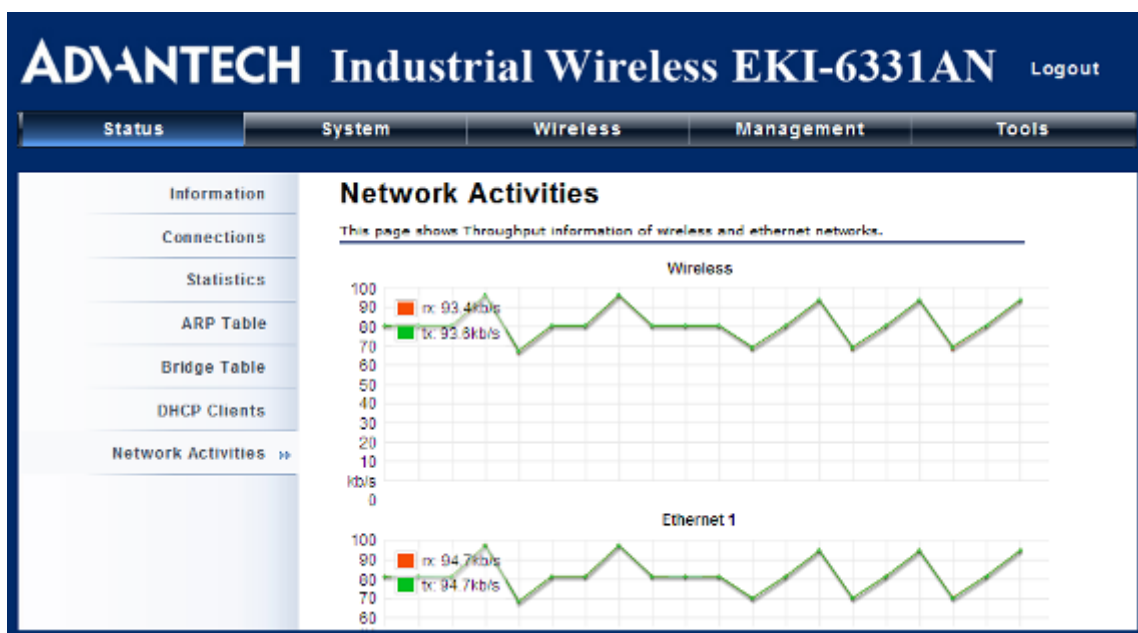 ADVANTECH Industrial Wireless EKI-6331AN Logout
Status System Wireless Management Tools
Information
Connections
Statistics
ARP Table
Bridge Table
DHCP Clients
Network Activities
Network Activities
This page shows Throughput information of wireless and ethernet networks.
Wireless
100
90
80
70
60
50
40
30
20
10
kb/s
0
rx: 93.4kb/s
tx: 93.6kb/s
Ethernet 1
100
90
80
70
60
rx: 94.7kb/s
tx: 94.7kb/s